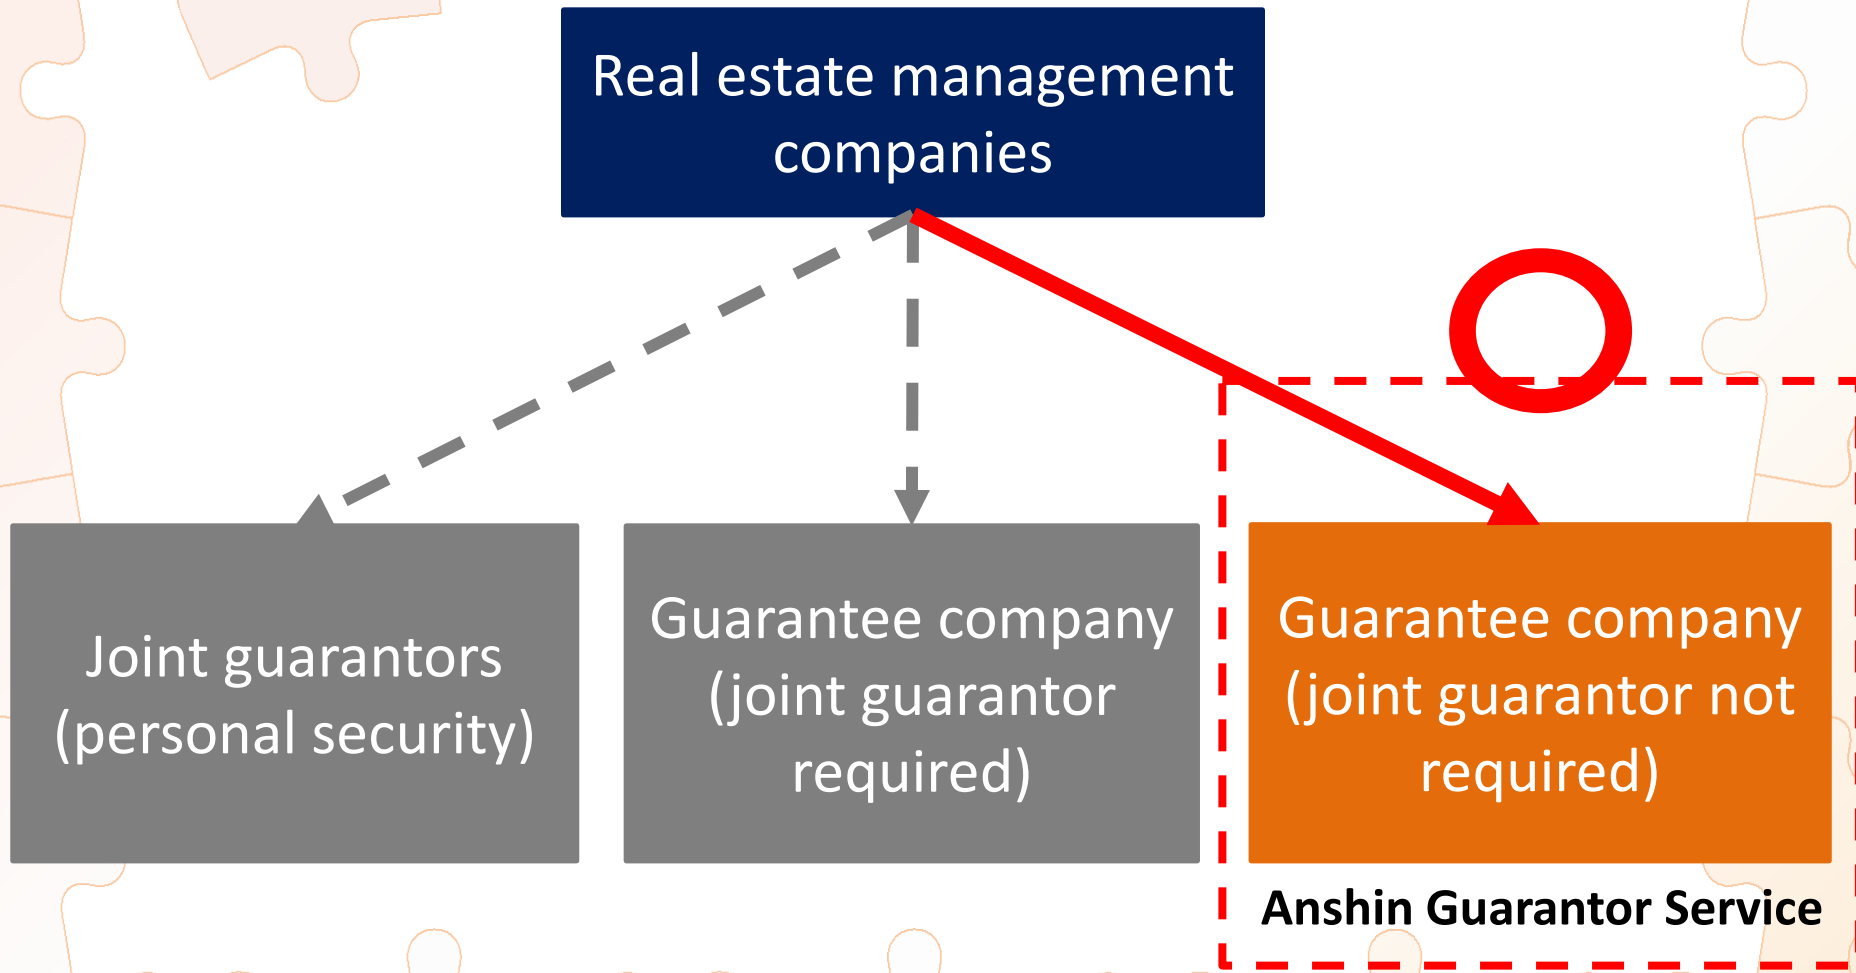 Real estate management
companies
Joint guarantors
(personal security)
Guarantee company
(joint guarantor
required)
Guarantee company
(joint guarantor not
required)
Anshin Guarantor Service